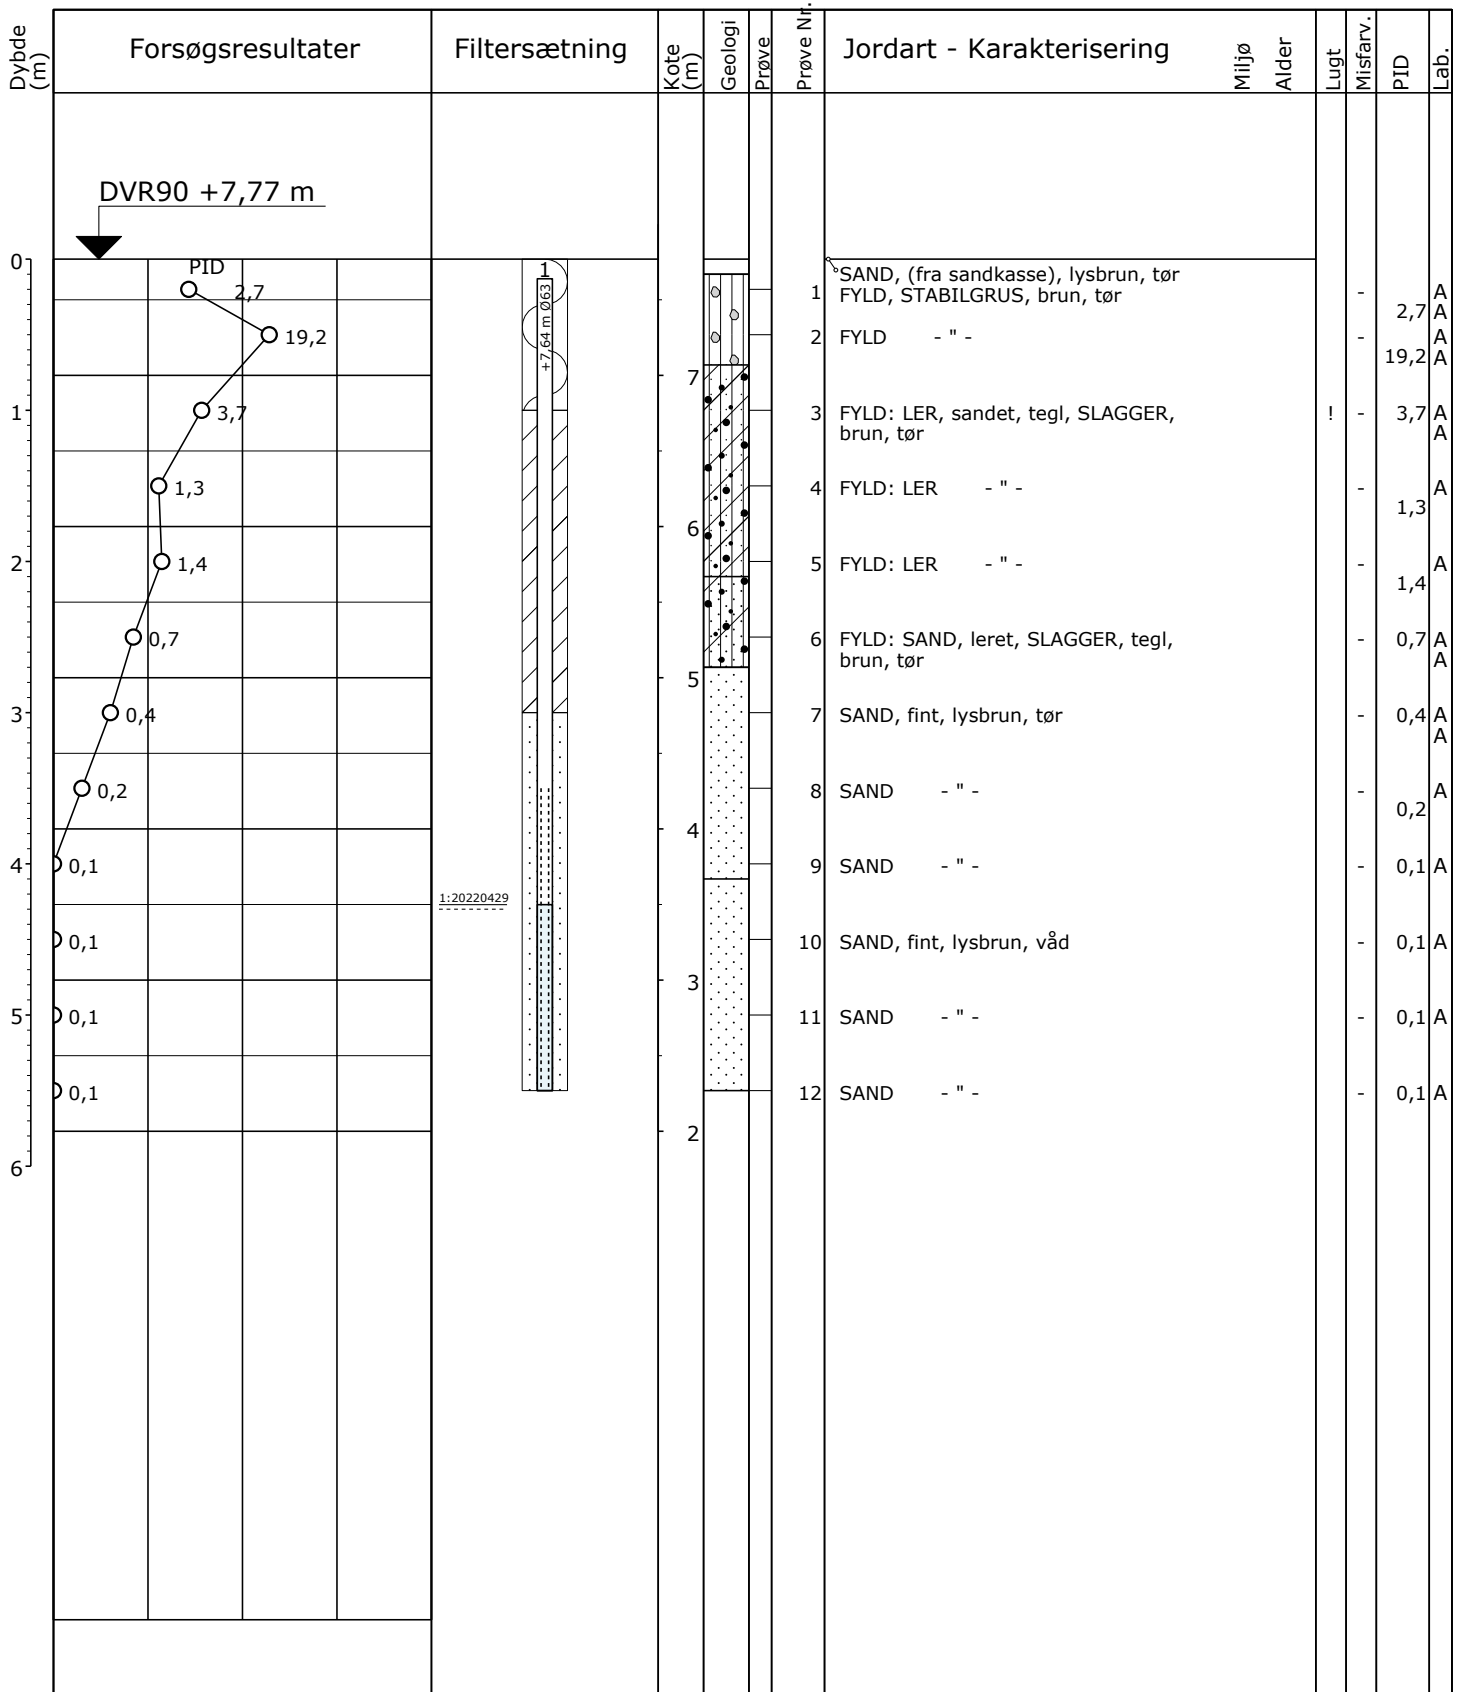 Dybde (m)
Forsøgsresultater
Filtersætning
Kote (m)
Geologi
Prøve
Prøve Nr.
Jordart - Karakterisering
Miljø
Alder
Lugt
Misfarv.
PID
Lab.
DVR90 +7,77 m
0
1
2
3
4
5
6
PID
2,7
19,2
3,7
1,3
1,4
0,7
0,4
0,2
0,1
0,1
0,1
0,1
1
+7,64 m Ø63
1:20220429
7
6
5
4
3
2
SAND, (fra sandkasse), lysbrun, tør
1 FYLD, STABILGRUS, brun, tør - A
2,7 A
2 FYLD - " - - A
19,2 A
3 FYLD: LER, sandet, tegl, SLAGGER, ! - 3,7 A
brun, tør A
4 FYLD: LER - " - - A
1,3
5 FYLD: LER - " - - A
1,4
6 FYLD: SAND, leret, SLAGGER, tegl, - 0,7 A
brun, tør A
7 SAND, fint, lysbrun, tør - 0,4 A
A
8 SAND - " - - A
0,2
9 SAND - " - - 0,1 A
10 SAND, fint, lysbrun, våd - 0,1 A
11 SAND - " - - 0,1 A
12 SAND - " - - 0,1 A